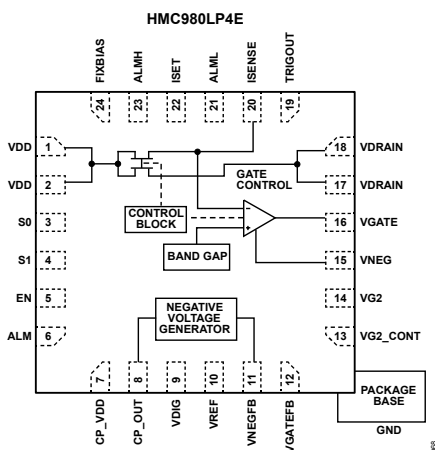 HMC980LP4E
FIXBIAS
ALMH
ISET
ALML
ISENSE
TRIGOUT
24
23
22
21
20
19
VDD 1
18 VDRAIN
VDD 2
17 VDRAIN
GATE
CONTROL
S0 3
CONTROL
BLOCK
–
+
16 VGATE
S1 4
BAND GAP
15 VNEG
EN 5
14 VG2
NEGATIVE
VOLTAGE
GENERATOR
ALM 6
13 VG2_CONT
7
8
9
10
11
12
CP_VDD
CP_OUT
VDIG
VREF
VNEGFB
VGATEFB
PACKAGE
BASE
GND